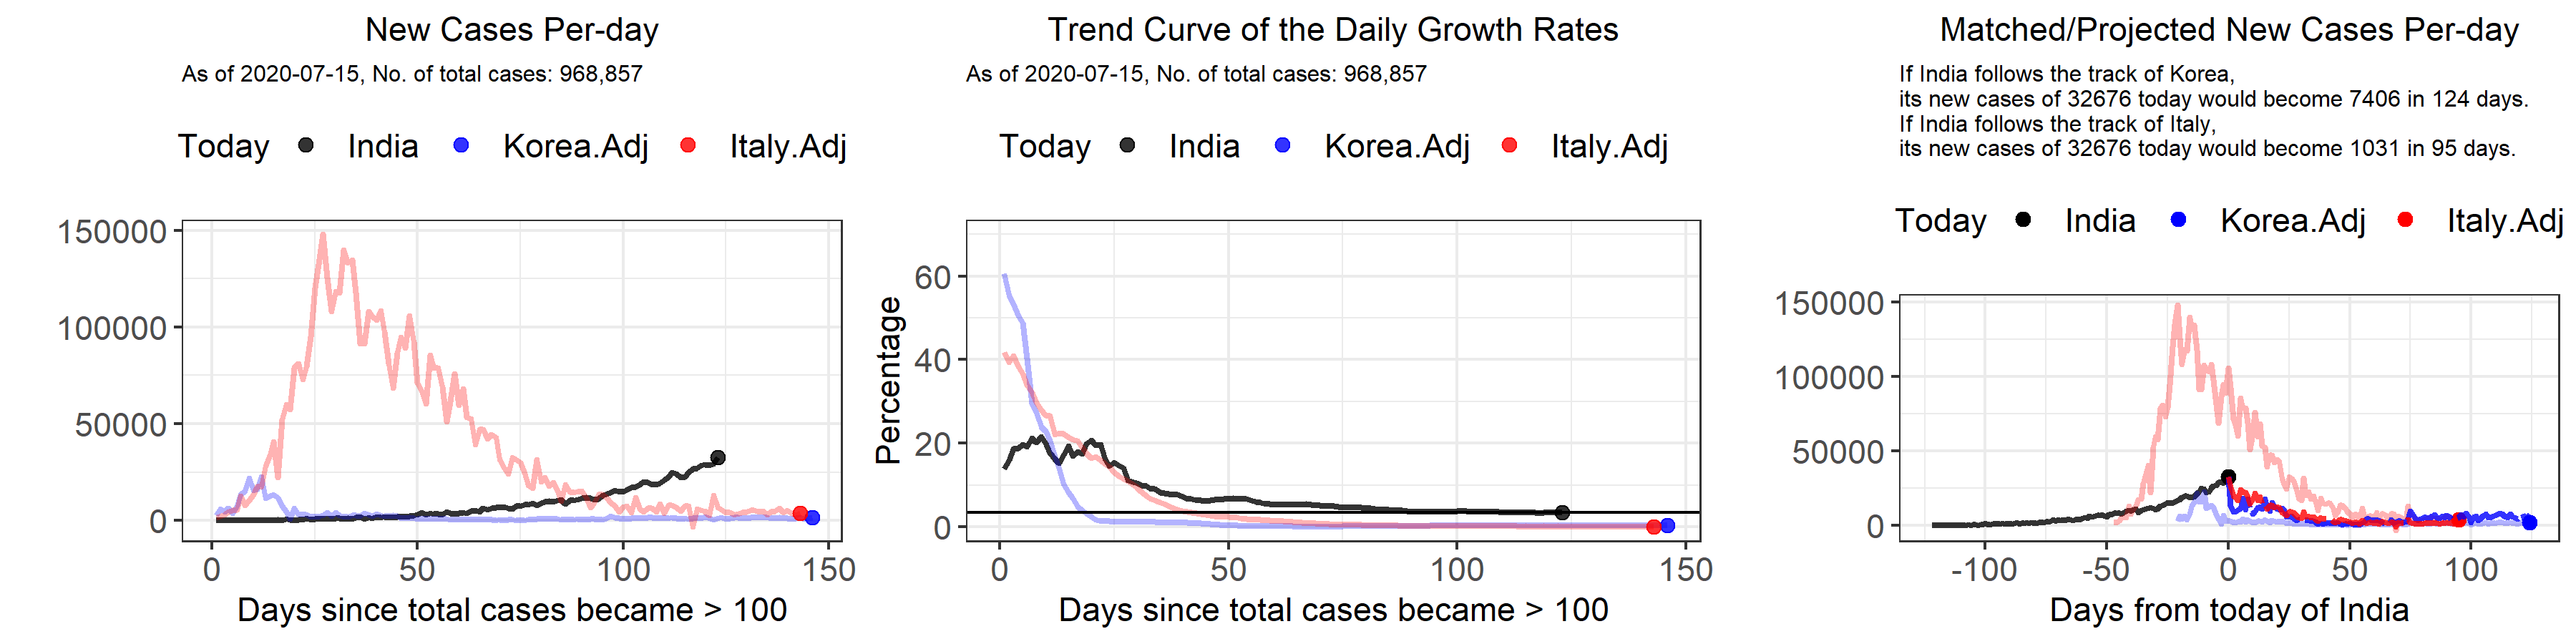 New Cases Per-day
As of 2020-07-15, No. of total cases: 968,857
Today India Korea.Adj Italy.Adj
150000
100000
50000
0
0 50 100 150
Days since total cases became > 100
Trend Curve of the Daily Growth Rates
As of 2020-07-15, No. of total cases: 968,857
Today India Korea.Adj Italy.Adj
Percentage
60
40
20
0
0 50 100 150
Days since total cases became > 100
Matched/Projected New Cases Per-day
If India follows the track of Korea,
its new cases of 32676 today would become 7406 in 124 days.
If India follows the track of Italy,
its new cases of 32676 today would become 1031 in 95 days.
Today India Korea.Adj Italy.Adj
150000
100000
50000
0
-100 -50 0 50 100
Days from today of India